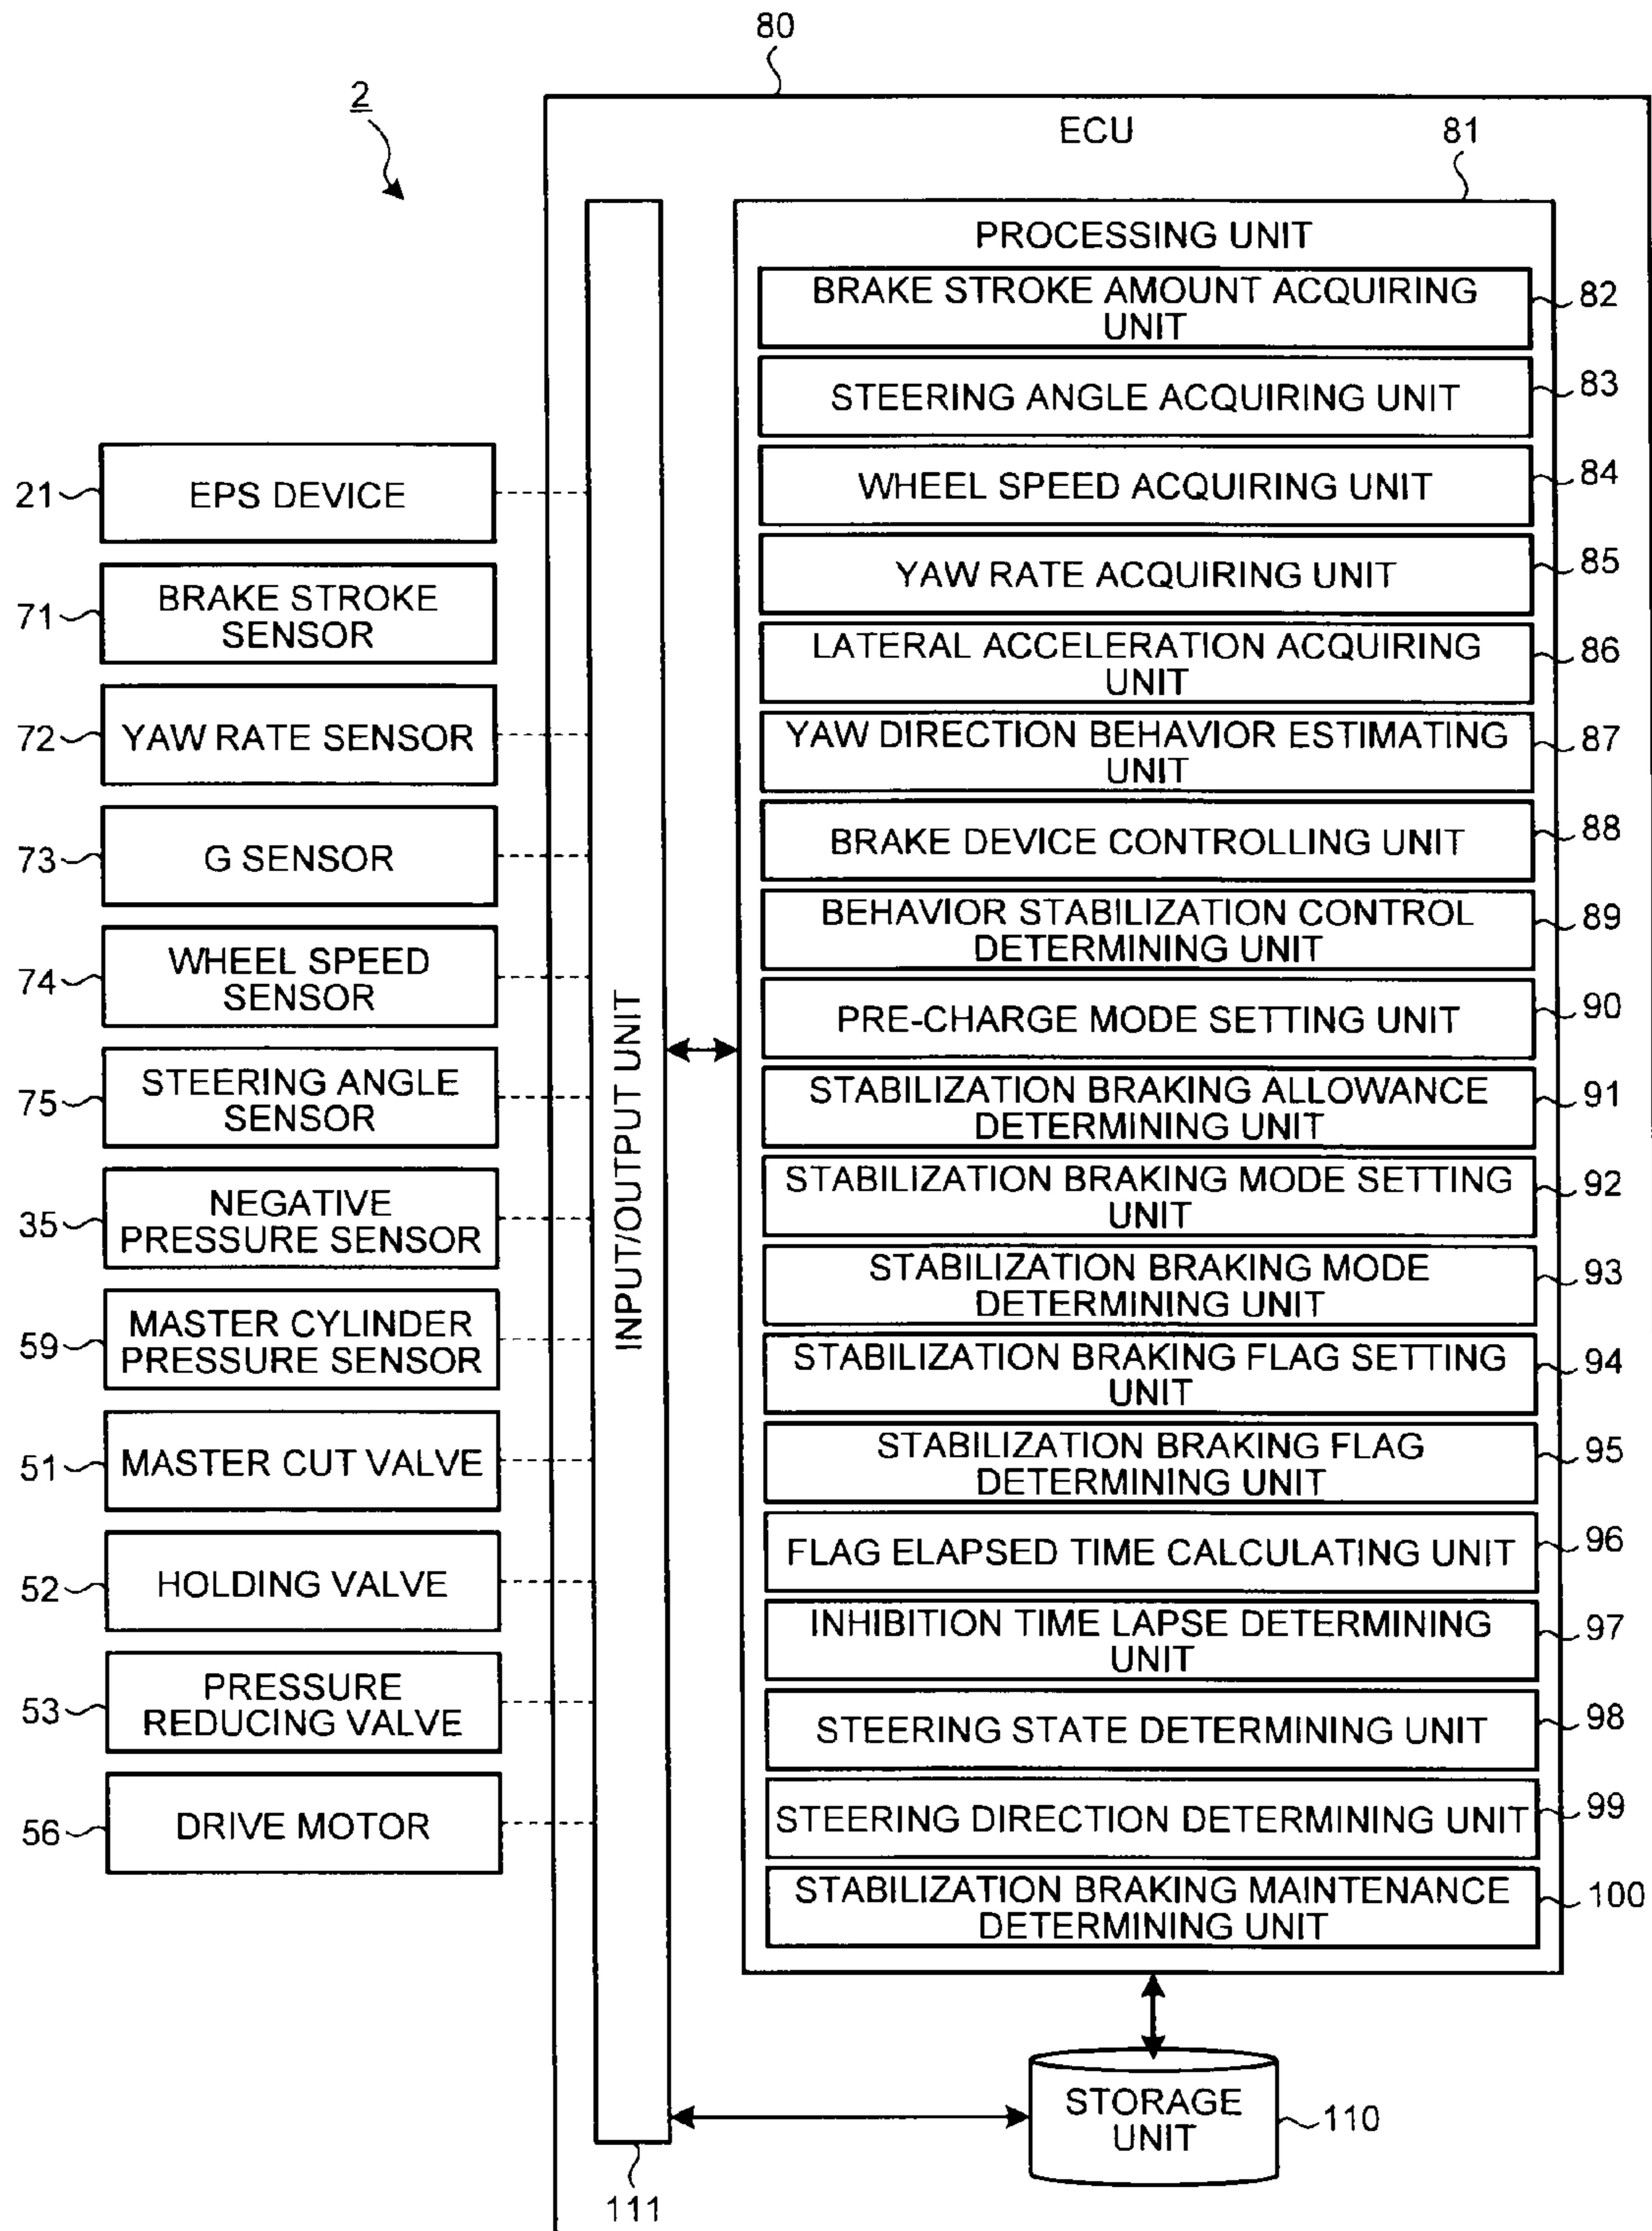 80
2
ECU
81
PROCESSING UNIT
BRAKE STROKE AMOUNT ACQUIRING
UNIT
82
STEERING ANGLE ACQUIRING UNIT
83
WHEEL SPEED ACQUIRING UNIT
84
YAW RATE ACQUIRING UNIT
85
LATERAL ACCELERATION ACQUIRING
UNIT
86
YAW DIRECTION BEHAVIOR ESTIMATING
UNIT
87
BRAKE DEVICE CONTROLLING UNIT
88
BEHAVIOR STABILIZATION CONTROL
DETERMINING UNIT
89
PRE-CHARGE MODE SETTING UNIT
90
STABILIZATION BRAKING ALLOWANCE
DETERMINING UNIT
91
STABILIZATION BRAKING MODE SETTING
UNIT
92
STABILIZATION BRAKING MODE
DETERMINING UNIT
93
STABILIZATION BRAKING FLAG SETTING
UNIT
94
STABILIZATION BRAKING FLAG
DETERMINING UNIT
95
FLAG ELAPSED TIME CALCULATING UNIT
96
INHIBITION TIME LAPSE DETERMINING
UNIT
97
STEERING STATE DETERMINING UNIT
98
STEERING DIRECTION DETERMINING UNIT
99
STABILIZATION BRAKING MAINTENANCE
DETERMINING UNIT
100
21
EPS DEVICE
71
BRAKE STROKE
SENSOR
72
YAW RATE SENSOR
73
G SENSOR
74
WHEEL SPEED
SENSOR
75
STEERING ANGLE
SENSOR
35
NEGATIVE
PRESSURE SENSOR
59
MASTER CYLINDER
PRESSURE SENSOR
51
MASTER CUT VALVE
52
HOLDING VALVE
53
PRESSURE
REDUCING VALVE
56
DRIVE MOTOR
INPUT/OUTPUT UNIT
111
STORAGE
UNIT
110